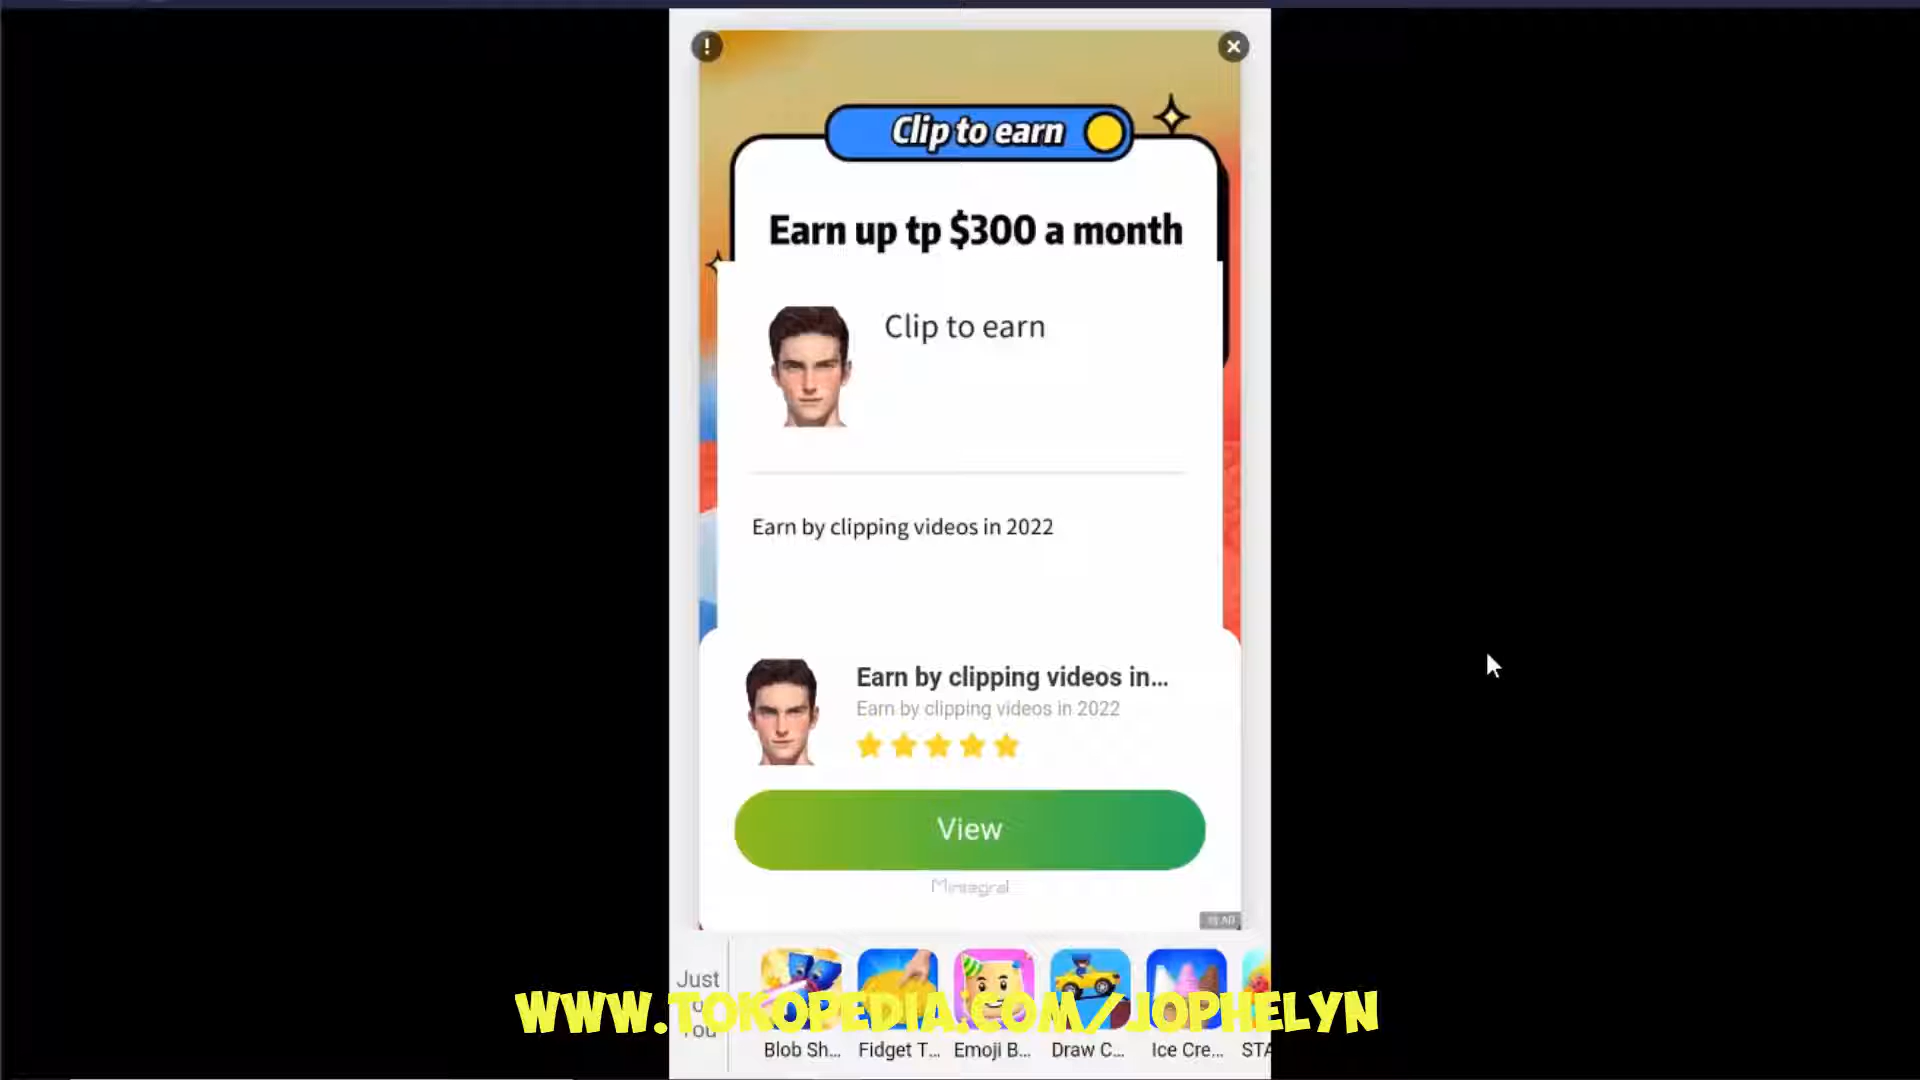 Clip to earn
Earn up tp $300 a month
Clip to earn
Earn by clipping videos in 2022
Earn by clipping videos in...
Earn by clipping videos in 2022
View
Mintegral
AD
Just
You
WWW.TOKOPEDIA.COM/JOPHELYN
Blob Sh... Fidget T... Emoji B... Draw C... Ice Cre... STA